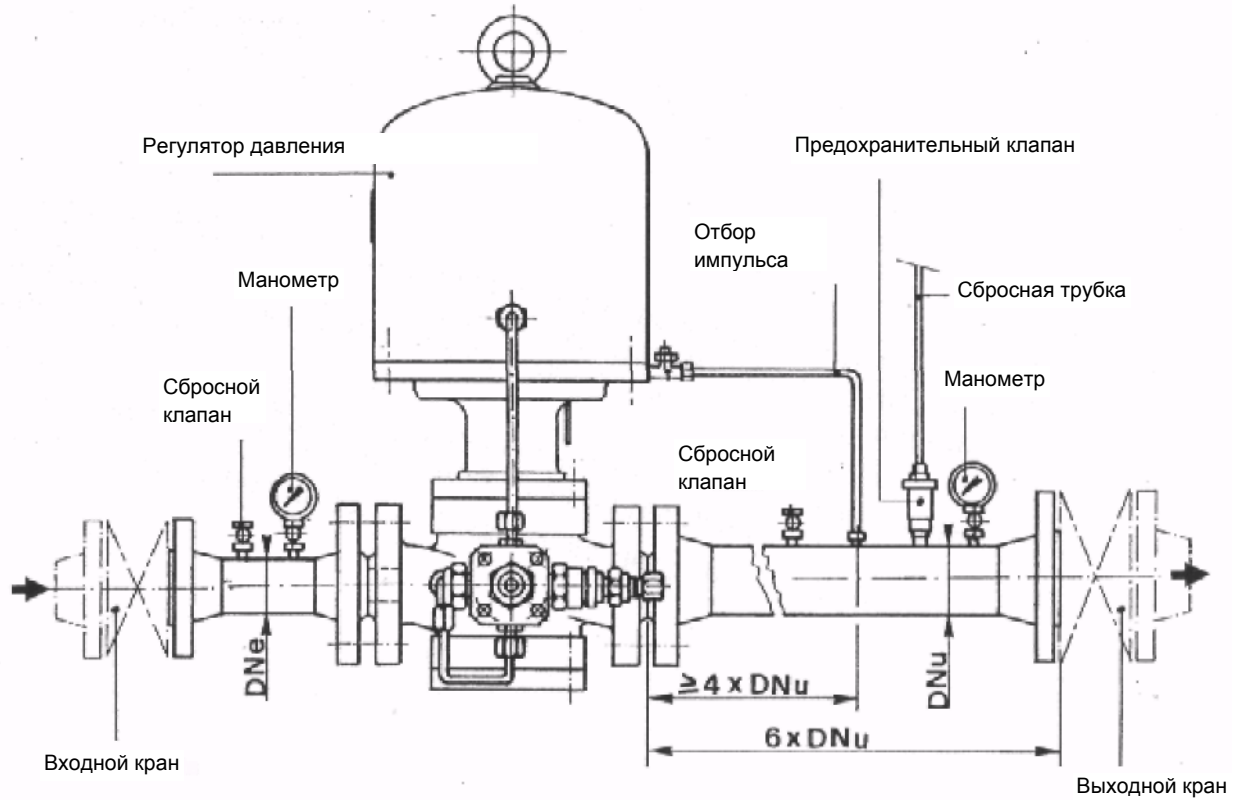 Регулятор давления
Предохранительный клапан
Отбор
импульса
Манометр
Сбросная трубка
Сбросной
клапан
Манометр
Сбросной
клапан
DNe
≥4 x DNu
DNu
6 x DNu
Входной кран
Выходной кран